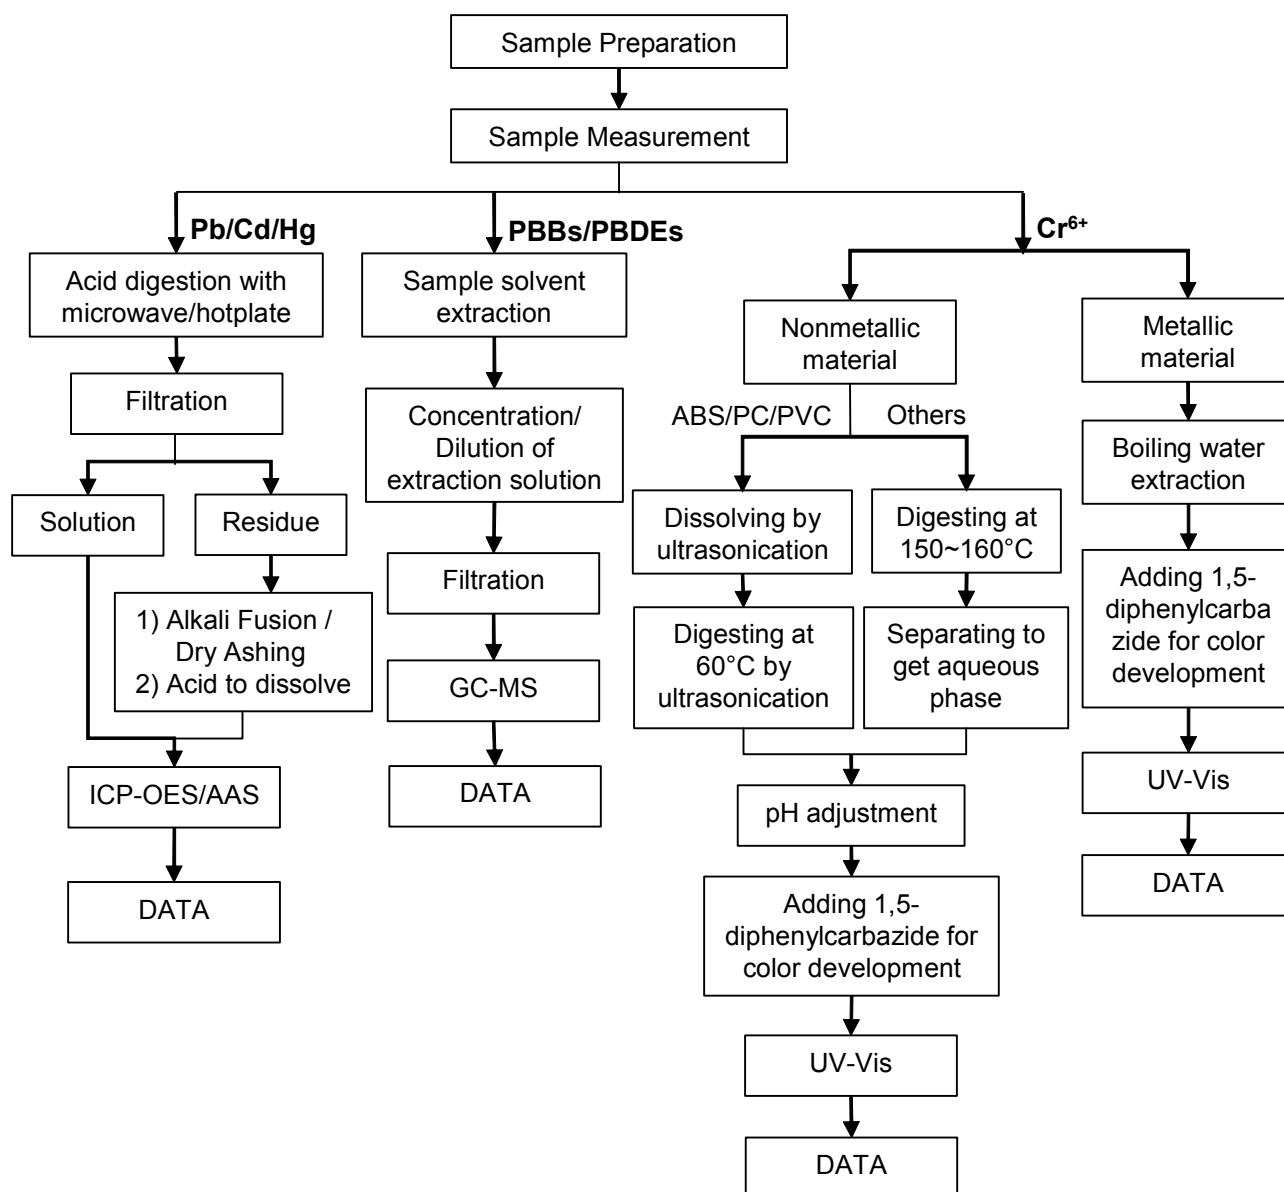 Sample Preparation
Sample Measurement
Pb/Cd/Hg
PBBs/PBDEs
Cr⁶⁺
Acid digestion with
microwave/hotplate
Filtration
Solution
Residue
1) Alkali Fusion /
Dry Ashing
2) Acid to dissolve
ICP-OES/AAS
DATA
Sample solvent
extraction
Concentration/
Dilution of
extraction solution
Filtration
GC-MS
DATA
Nonmetallic
material
ABS/PC/PVC
Others
Dissolving by
ultrasonication
Digesting at
60°C by
ultrasonication
Digesting at
150~160°C
Separating to
get aqueous
phase
pH adjustment
Adding 1,5-
diphenylcarbazide for
color development
UV-Vis
DATA
Metallic
material
Boiling water
extraction
Adding 1,5-
diphenylcarba
zide for color
development
UV-Vis
DATA